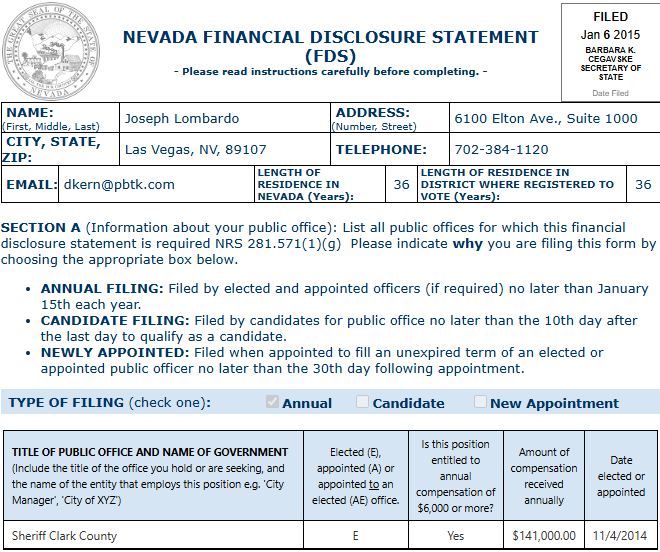 NEVADA FINANCIAL DISCLOSURE STATEMENT
(FDS)
- Please read instructions carefully before completing. -
FILED
Jan 6 2015
BARBARA K.
CEGAVSKE
SECRETARY OF
STATE
Date Filed
THE GREAT SEAL OF THE STATE OF NEVADA
NAME:
(First, Middle, Last)
Joseph Lombardo
ADDRESS:
(Number, Street)
6100 Elton Ave., Suite 1000
CITY, STATE,
ZIP:
Las Vegas, NV, 89107
TELEPHONE:
702-384-1120
EMAIL:
dkern@pbtk.com
LENGTH OF
RESIDENCE IN
NEVADA (Years):
36
LENGTH OF RESIDENCE IN
DISTRICT WHERE REGISTERED TO
VOTE (Years):
36
SECTION A (Information about your public office): List all public offices for which this financial
disclosure statement is required NRS 281.571(1)(g)  Please indicate why you are filing this form by
choosing the appropriate box below.
• ANNUAL FILING: Filed by elected and appointed officers (if required) no later than January
15th each year.
• CANDIDATE FILING: Filed by candidates for public office no later than the 10th day after
the last day to qualify as a candidate.
• NEWLY APPOINTED: Filed when appointed to fill an unexpired term of an elected or
appointed public officer no later than the 30th day following appointment.
TYPE OF FILING (check one): Annual Candidate New Appointment
TITLE OF PUBLIC OFFICE AND NAME OF GOVERNMENT
(Include the title of the office you hold or are seeking, and
the name of the entity that employs this position e.g. 'City
Manager', 'City of XYZ')
Elected (E),
appointed (A) or
appointed to an
elected (AE) office.
Is this position
entitled to
annual
compensation of
$6,000 or more?
Amount of
compensation
received
annually
Date
elected or
appointed
Sheriff Clark County
E
Yes
$141,000.00
11/4/2014